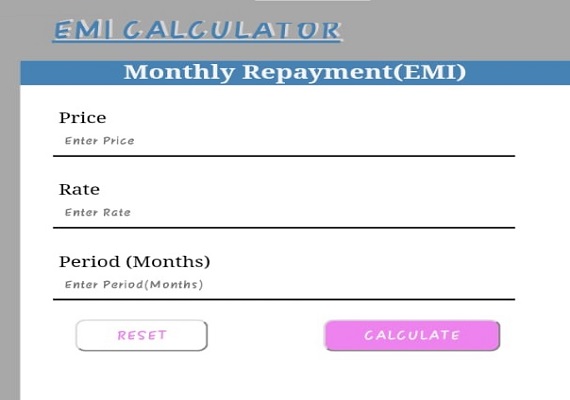 EMI CALCULATOR
Monthly Repayment(EMI)
Price
Enter Price
Rate
Enter Rate
Period (Months)
Enter Period(Months)
RESET
CALCULATE